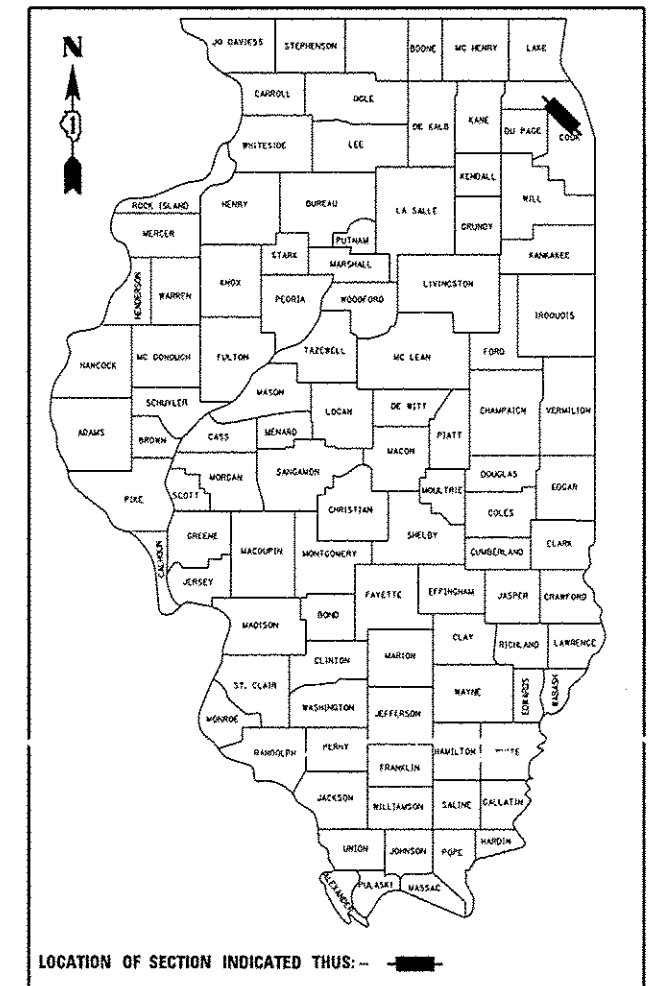 N
JO DAVIESS STEPHENSON BOONE MC HENRY LAKE
CARROLL OGLE DE KALB KANE DU PAGE COOK
WHITESIDE LEE
KENDALL
WILL
ROCK ISLAND HENRY BUREAU LA SALLE GRUNDY
MERCER PUTNAM KANKAKEE
STARK MARSHALL
HENDERSON WARREN KNOX PEORIA WOODFORD LIVINGSTON IROQUOIS
HANCOCK MC DONOUGH FULTON TAZEWELL MC LEAN FORD
MASON
SCHUYLER LOGAN DE WITT CHAMPAIGN VERMILION
ADAMS BROWN CASS MENARD MACON PIATT
MORGAN SANGAMON DOUGLAS EDGAR
PIKE SCOTT CHRISTIAN MOULTRIE COLES
CALHOUN GREENE MACOUPIN MONTGOMERY SHELBY CUMBERLAND CLARK
JERSEY FAYETTE EFFINGHAM JASPER CRAWFORD
MADISON BOND
CLAY RICHLAND LAWRENCE
CLINTON MARION
ST. CLAIR WASHINGTON JEFFERSON WAYNE EDWARDS WABASH
MONROE
RANDOLPH PERRY HAMILTON WHITE
FRANKLIN
JACKSON WILLIAMSON SALINE GALLATIN
UNION JOHNSON POPE HARDIN
ALEXANDER PULASKI MASSAC
LOCATION OF SECTION INDICATED THUS: -